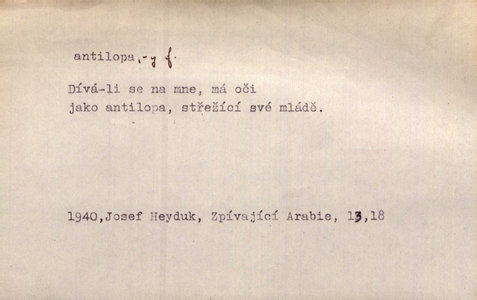 antilopa,-y f.
Dívá-li se na mne, má oči
jako antilopa, střežící své mládě.
1940,Josef Heyduk, Zpívající Arabie, 13,18